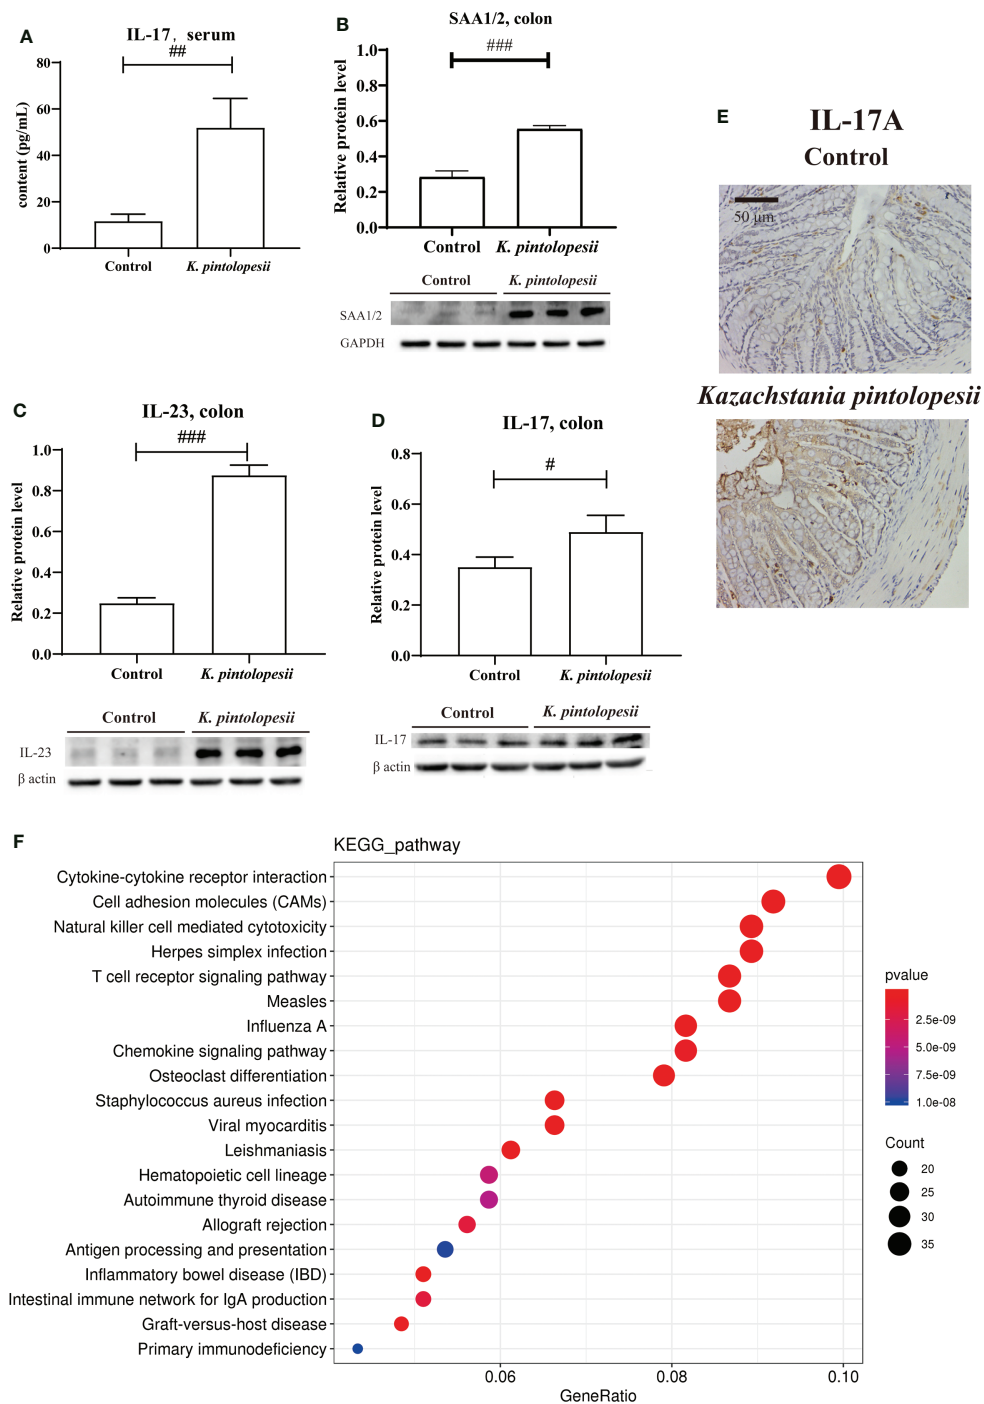 A
IL-17, serum
##
content (pg/mL)
80
60
40
20
0
Control
K. pintolopesii
B
SAA1/2, colon
###
Relative protein level
1.0
0.8
0.6
0.4
0.2
0.0
Control
K. pintolopesii
Control
K. pintolopesii
SAA1/2
GAPDH
E
IL-17A
Control
50 μm
Kazachstania pintolopesii
C
IL-23, colon
###
Relative protein level
1.0
0.8
0.6
0.4
0.2
0.0
Control
K. pintolopesii
Control
K. pintolopesii
IL-23
β actin
D
IL-17, colon
#
Relative protein level
0.8
0.6
0.4
0.2
0.0
Control
K. pintolopesii
Control
K. pintolopesii
IL-17
β actin
F
KEGG_pathway
Cytokine-cytokine receptor interaction
Cell adhesion molecules (CAMs)
Natural killer cell mediated cytotoxicity
Herpes simplex infection
T cell receptor signaling pathway
Measles
Influenza A
Chemokine signaling pathway
Osteoclast differentiation
Staphylococcus aureus infection
Viral myocarditis
Leishmaniasis
Hematopoietic cell lineage
Autoimmune thyroid disease
Allograft rejection
Antigen processing and presentation
Inflammatory bowel disease (IBD)
Intestinal immune network for IgA production
Graft-versus-host disease
Primary immunodeficiency
0.06
0.08
0.10
GeneRatio
pvalue
2.5e-09
5.0e-09
7.5e-09
1.0e-08
Count
20
25
30
35